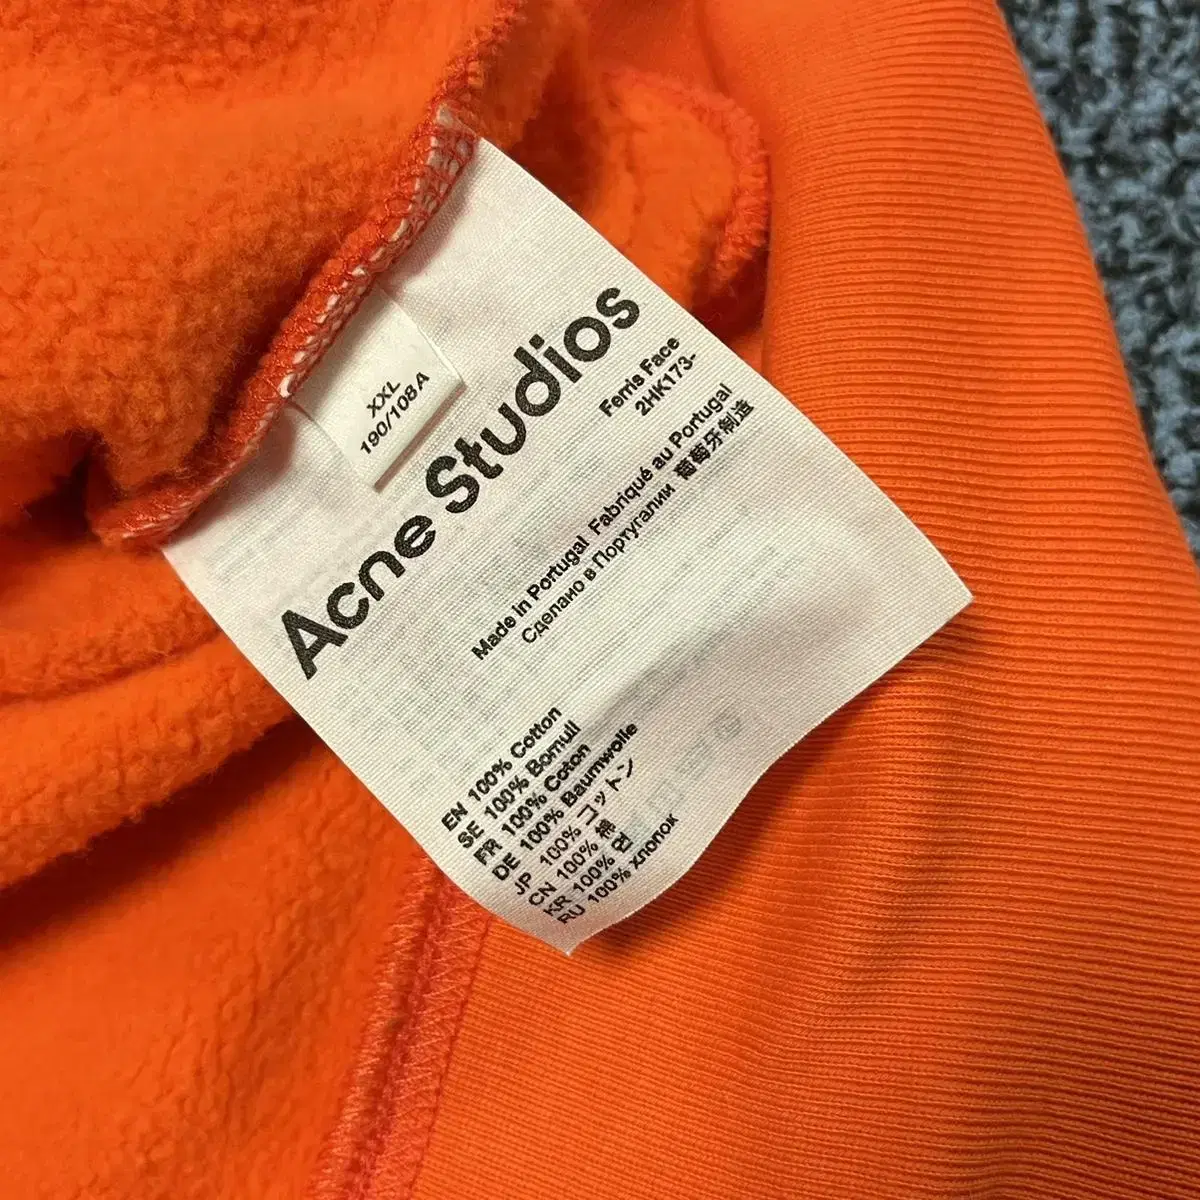 XXL
190/108A
Acne Studios
Ferris Face
2HK173-
Made in Portugal Fabriqué au Portugal
Сделано в Португалии 葡萄牙制造
EN 100% Cotton
SE 100% Bomull
FR 100% Coton
DE 100% Baumwolle
JP 100% コットン
CN 100% 棉
KR 100% 면
RU 100% хлопок